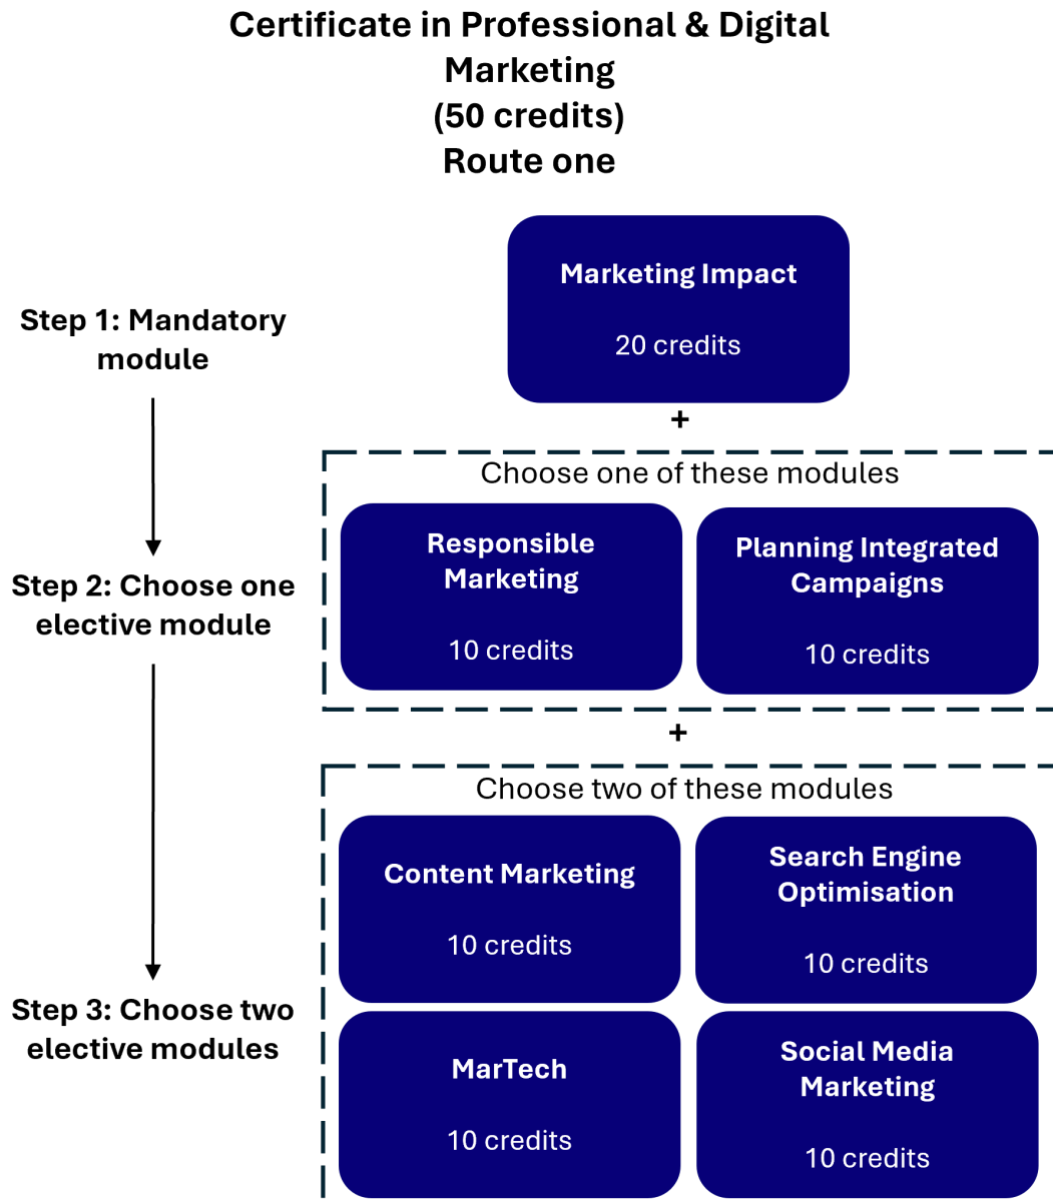 Certificate in Professional & Digital
Marketing
(50 credits)
Route one
Marketing Impact
20 credits
Step 1: Mandatory
module
+
Choose one of these modules
Responsible
Marketing
10 credits
Planning Integrated
Campaigns
10 credits
Step 2: Choose one
elective module
+
Choose two of these modules
Content Marketing
10 credits
Search Engine
Optimisation
10 credits
Step 3: Choose two
elective modules
MarTech
10 credits
Social Media
Marketing
10 credits